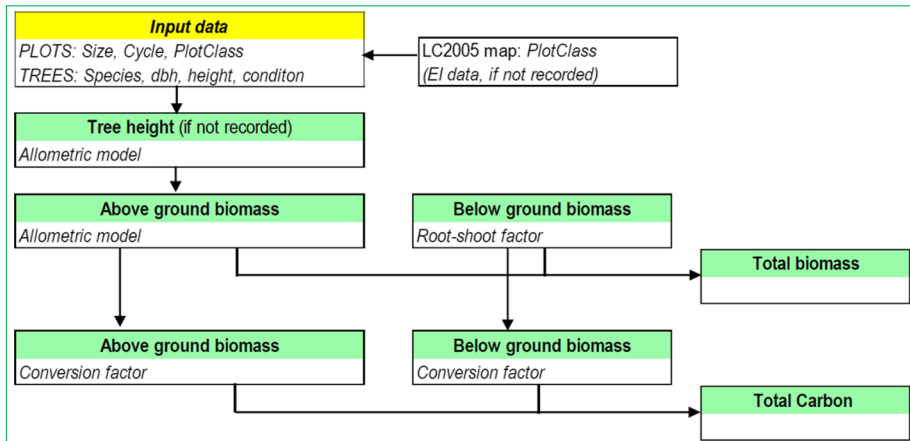 Input data
PLOTS: Size, Cycle, PlotClass
TREES: Species, dbh, height, conditon
LC2005 map: PlotClass
(EI data, if not recorded)
Tree height (if not recorded)
Allometric model
Above ground biomass
Allometric model
Below ground biomass
Root-shoot factor
Total biomass
Above ground biomass
Conversion factor
Below ground biomass
Conversion factor
Total Carbon